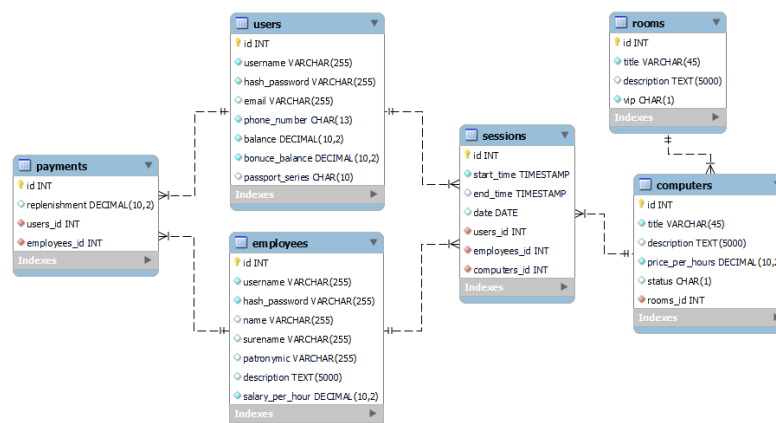 users
id INT
username VARCHAR(255)
hash_password VARCHAR(255)
email VARCHAR(255)
phone_number CHAR(13)
balance DECIMAL(10,2)
bonuce_balance DECIMAL(10,2)
passport_series CHAR(10)
Indexes
rooms
id INT
title VARCHAR(45)
description TEXT(5000)
vip CHAR(1)
Indexes
payments
id INT
replenishment DECIMAL(10,2)
users_id INT
employees_id INT
Indexes
sessions
id INT
start_time TIMESTAMP
end_time TIMESTAMP
date DATE
users_id INT
employees_id INT
computers_id INT
Indexes
computers
id INT
title VARCHAR(45)
description TEXT(5000)
price_per_hours DECIMAL(10,2
status CHAR(1)
rooms_id INT
Indexes
employees
id INT
username VARCHAR(255)
hash_password VARCHAR(255)
name VARCHAR(255)
surename VARCHAR(255)
patronymic VARCHAR(255)
description TEXT(5000)
salary_per_hour DECIMAL(10,2)
Indexes